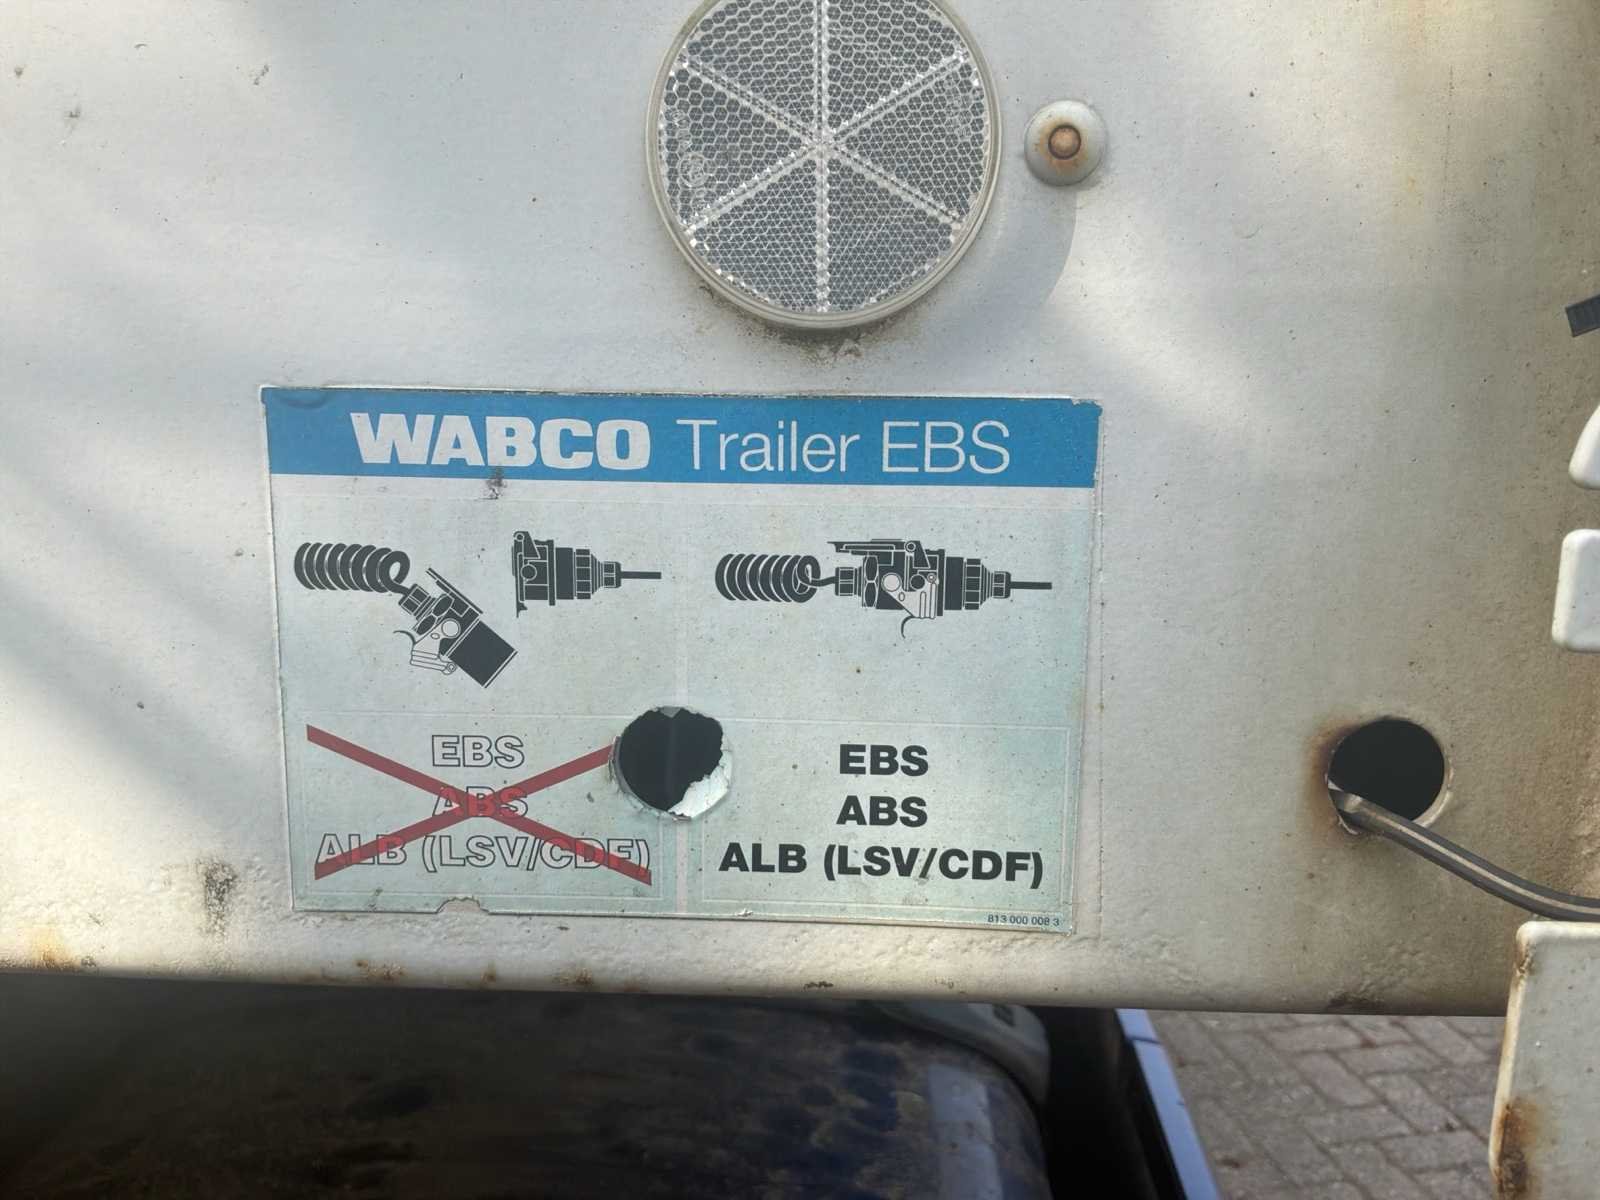 WABCO Trailer EBS
EBS
ABS
ALB (LSV/CDF)
EBS
ABS
ALB (LSV/CDF)
813 000 008 3